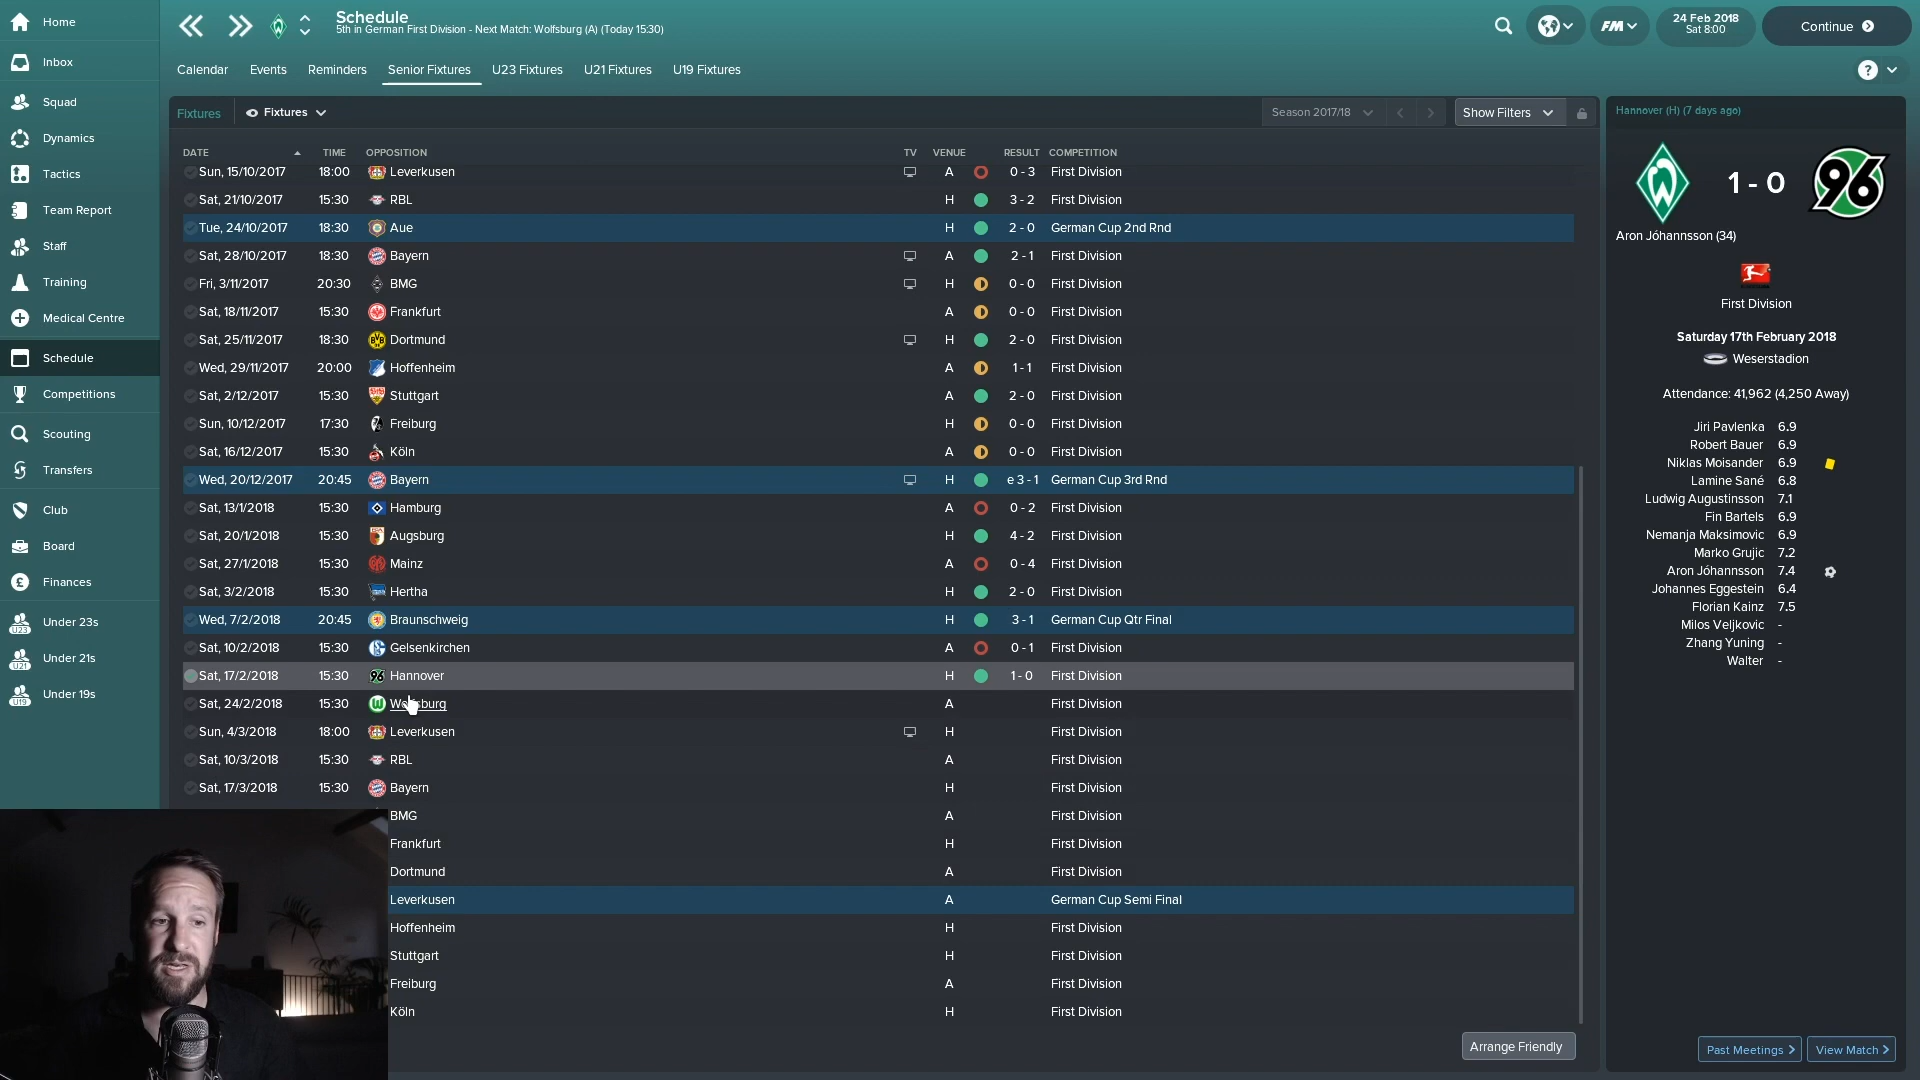 Home
Inbox
Squad
Dynamics
Tactics
Team Report
Staff
Training
Medical Centre
Schedule
Competitions
Scouting
Transfers
Club
Board
Finances
U23 Under 23s
U21 Under 21s
U19 Under 19s
Schedule
5th in German First Division - Next Match: Wolfsburg (A) (Today 15:30)
FM
24 Feb 2018
Sat 8:00
Continue
Calendar Events Reminders Senior Fixtures U23 Fixtures U21 Fixtures U19 Fixtures
?
Fixtures Fixtures Season 2017/18 Show Filters
DATE TIME OPPOSITION TV VENUE RESULT COMPETITION
Sun, 15/10/2017 18:00 Leverkusen A 0 - 3 First Division
Sat, 21/10/2017 15:30 RBL H 3 - 2 First Division
Tue, 24/10/2017 18:30 Aue H 2 - 0 German Cup 2nd Rnd
Sat, 28/10/2017 18:30 Bayern A 2 - 1 First Division
Fri, 3/11/2017 20:30 BMG H 0 - 0 First Division
Sat, 18/11/2017 15:30 Frankfurt A 0 - 0 First Division
Sat, 25/11/2017 18:30 Dortmund H 2 - 0 First Division
Wed, 29/11/2017 20:00 Hoffenheim A 1 - 1 First Division
Sat, 2/12/2017 15:30 Stuttgart A 2 - 0 First Division
Sun, 10/12/2017 17:30 Freiburg H 0 - 0 First Division
Sat, 16/12/2017 15:30 Köln A 0 - 0 First Division
Wed, 20/12/2017 20:45 Bayern H e 3 - 1 German Cup 3rd Rnd
Sat, 13/1/2018 15:30 Hamburg A 0 - 2 First Division
Sat, 20/1/2018 15:30 Augsburg H 4 - 2 First Division
Sat, 27/1/2018 15:30 Mainz A 0 - 4 First Division
Sat, 3/2/2018 15:30 Hertha H 2 - 0 First Division
Wed, 7/2/2018 20:45 Braunschweig H 3 - 1 German Cup Qtr Final
Sat, 10/2/2018 15:30 Gelsenkirchen A 0 - 1 First Division
Sat, 17/2/2018 15:30 Hannover H 1 - 0 First Division
Sat, 24/2/2018 15:30 Wolfsburg A First Division
Sun, 4/3/2018 18:00 Leverkusen H First Division
Sat, 10/3/2018 15:30 RBL A First Division
Sat, 17/3/2018 15:30 Bayern H First Division
BMG A First Division
Frankfurt H First Division
Dortmund A First Division
Leverkusen A German Cup Semi Final
Hoffenheim H First Division
Stuttgart H First Division
Freiburg A First Division
Köln H First Division
Arrange Friendly
Hannover (H) (7 days ago)
W 1 - 0 96
Aron Jóhannsson (34)
First Division
Saturday 17th February 2018
Weserstadion
Attendance: 41,962 (4,250 Away)
Jiri Pavlenka 6.9
Robert Bauer 6.9
Niklas Moisander 6.9
Lamine Sané 6.8
Ludwig Augustinsson 7.1
Fin Bartels 6.9
Nemanja Maksimovic 6.9
Marko Grujic 7.2
Aron Jóhannsson 7.4
Johannes Eggestein 6.4
Florian Kainz 7.5
Milos Veljkovic -
Zhang Yuning -
Walter -
Past Meetings View Match